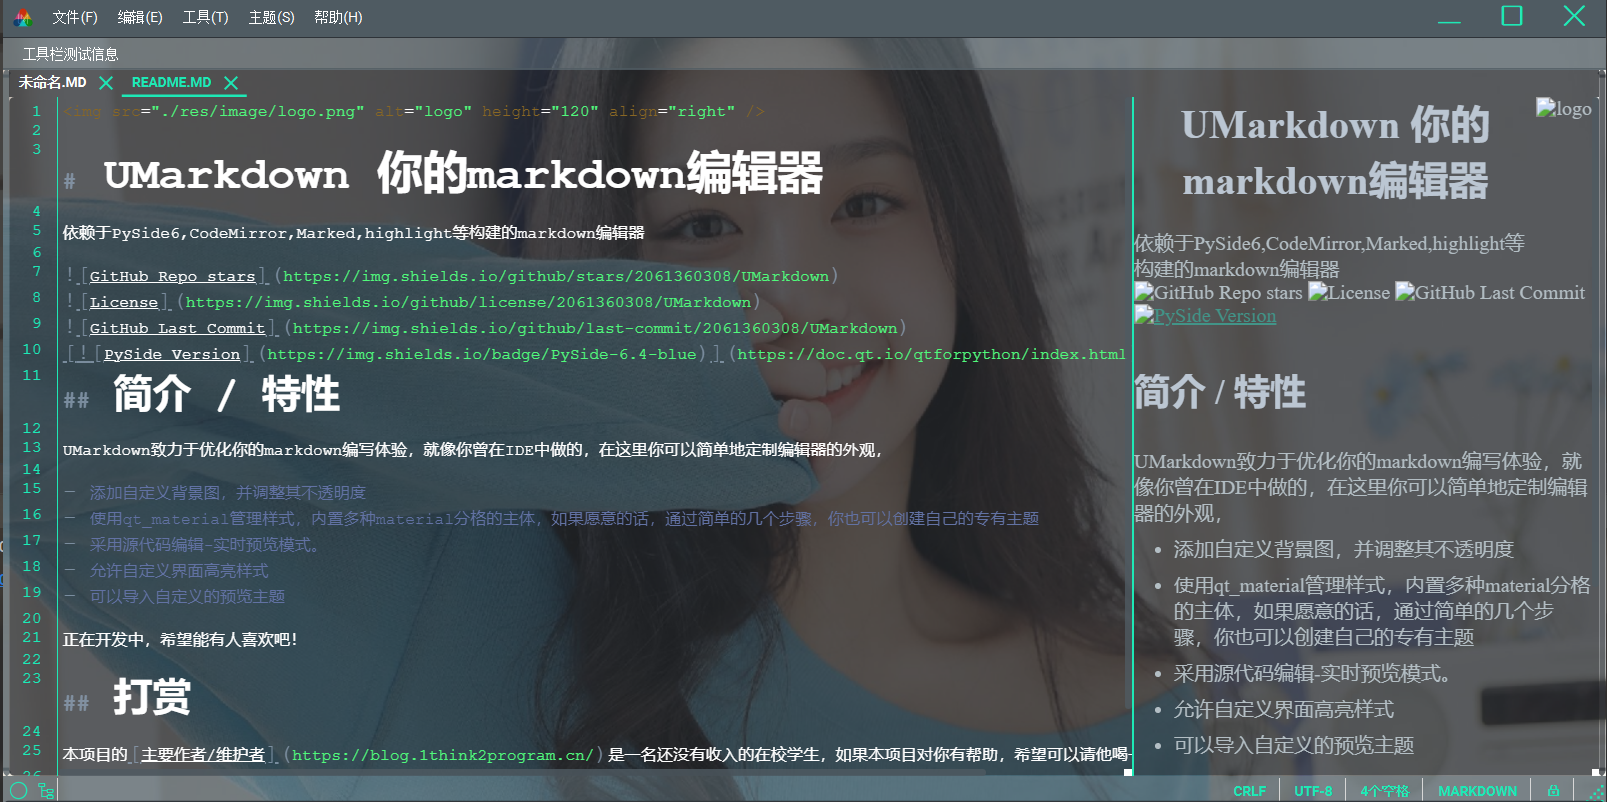 文件(F) 编辑(E) 工具(T) 主题(S) 帮助(H)
工具栏测试信息
未命名.MD README.MD
1 <img src="./res/image/logo.png" alt="logo" height="120" align="right" />
2
3 # UMarkdown 你的markdown编辑器
4
5 依赖于PySide6,CodeMirror,Marked,highlight等构建的markdown编辑器
6
7 ![GitHub Repo stars](https://img.shields.io/github/stars/2061360308/UMarkdown)
8 ![License](https://img.shields.io/github/license/2061360308/UMarkdown)
9 ![GitHub Last Commit](https://img.shields.io/github/last-commit/2061360308/UMarkdown)
10 [![PySide Version](https://img.shields.io/badge/PySide-6.4-blue)](https://doc.qt.io/qtforpython/index.html
11 ## 简介 / 特性
12
13 UMarkdown致力于优化你的markdown编写体验，就像你曾在IDE中做的，在这里你可以简单地定制编辑器的外观，
14
15 - 添加自定义背景图，并调整其不透明度
16 - 使用qt_material管理样式，内置多种material分格的主体，如果愿意的话，通过简单的几个步骤，你也可以创建自己的专有主题
17 - 采用源代码编辑-实时预览模式。
18 - 允许自定义界面高亮样式
19 - 可以导入自定义的预览主题
20
21 正在开发中，希望能有人喜欢吧！
22
23 ## 打赏
24
25 本项目的[主要作者/维护者](https://blog.1think2program.cn/)是一名还没有收入的在校学生，如果本项目对你有帮助，希望可以请他喝
26
logo
UMarkdown 你的
markdown编辑器
依赖于PySide6,CodeMirror,Marked,highlight等
构建的markdown编辑器
GitHub Repo stars License GitHub Last Commit
PySide Version
简介 / 特性
UMarkdown致力于优化你的markdown编写体验，就
像你曾在IDE中做的，在这里你可以简单地定制编辑
器的外观，
• 添加自定义背景图，并调整其不透明度
• 使用qt_material管理样式，内置多种material分格
的主体，如果愿意的话，通过简单的几个步
骤，你也可以创建自己的专有主题
• 采用源代码编辑-实时预览模式。
• 允许自定义界面高亮样式
• 可以导入自定义的预览主题
CRLF UTF-8 4个空格 MARKDOWN